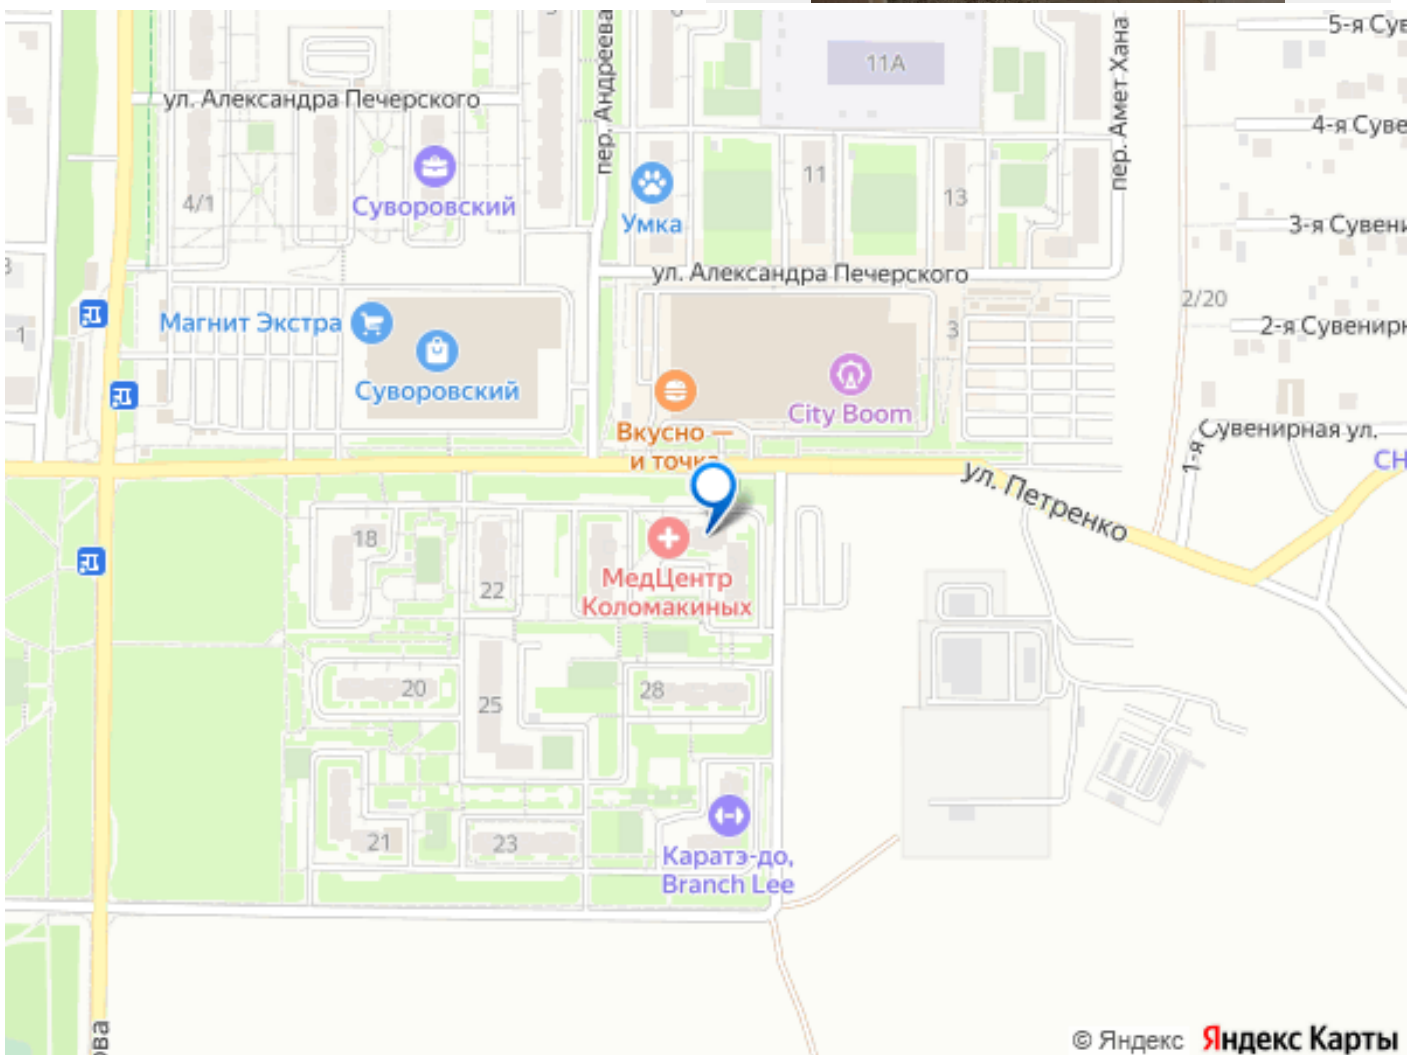 5-я Сув
пер. Андреева
11А
пер. Амет Хана
ул. Александра Печерского
4-я Суве
11
13
4/1
Суворовский
Умка
3-я Сувени
ул. Александра Печерского
2/20
Магнит Экстра
3
2-я Сувенирн
1
Суворовский
City Boom
Вкусно —
и точка
1-я Сувенирная ул.
СН
ул. Петренко
18
22
МедЦентр
Коломакиных
20
25
28
21
23
Каратэ-до,
Branch Lee
ова
© Яндекс Яндекс Карты